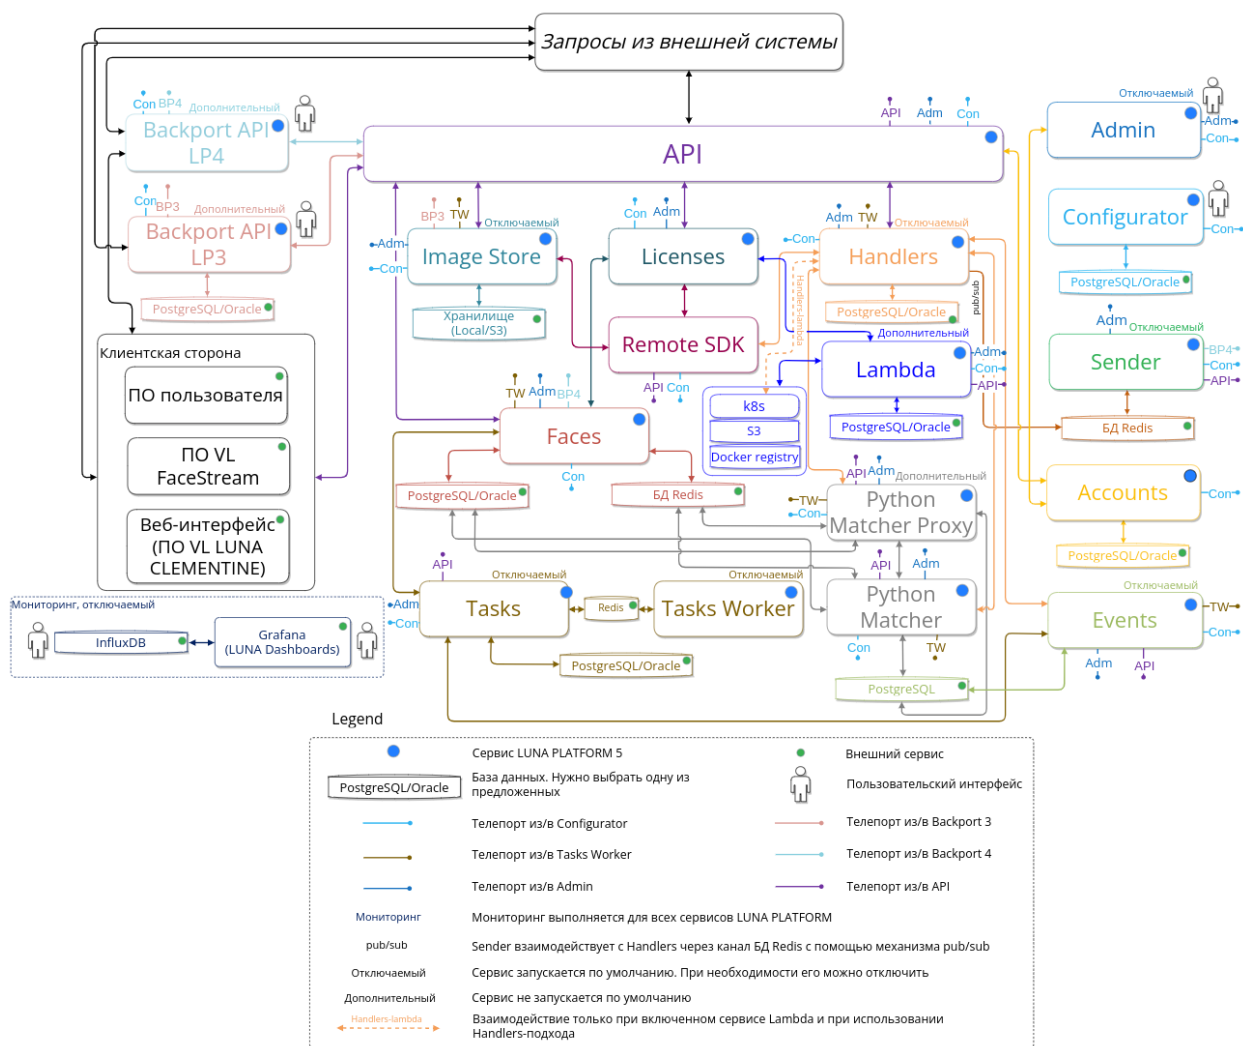 Запросы из внешней системы
Con
BP4
Дополнительный
Backport API
LP4
API
Adm
Con
API
Отключаемый
Admin
Adm
Con
Con
BP3
Дополнительный
Backport API
LP3
PostgreSQL/Oracle
BP3
TW
Отключаемый
Adm
Con
Image Store
Хранилище
(Local/S3)
Con
Adm
Licenses
Adm
TW
Отключаемый
Con
Handlers
Handlers-lambda
pub/sub
PostgreSQL/Oracle
Configurator
Con
PostgreSQL/Oracle
Remote SDK
API
Con
Дополнительный
Lambda
Adm
Con
API
PostgreSQL/Oracle
k8s
S3
Docker registry
Adm
Отключаемый
Sender
BP4
Con
API
БД Redis
Клиентская сторона
ПО пользователя
ПО VL
FaceStream
Веб-интерфейс
(ПО VL LUNA
CLEMENTINE)
TW
Adm
BP4
Faces
Con
PostgreSQL/Oracle
БД Redis
API
Adm
Дополнительный
TW
Con
Python
Matcher Proxy
Accounts
Con
PostgreSQL/Oracle
API
Отключаемый
Adm
Con
Tasks
Redis
Отключаемый
Tasks Worker
PostgreSQL/Oracle
API
Adm
Python
Matcher
Con
TW
PostgreSQL
Отключаемый
Events
TW
Con
Adm
API
Мониторинг, отключаемый
InfluxDB
Grafana
(LUNA Dashboards)
Legend
Сервис LUNA PLATFORM 5
Внешний сервис
PostgreSQL/Oracle
База данных. Нужно выбрать одну из
предложенных
Пользовательский интерфейс
Телепорт из/в Configurator
Телепорт из/в Backport 3
Телепорт из/в Tasks Worker
Телепорт из/в Backport 4
Телепорт из/в Admin
Телепорт из/в API
Мониторинг
Мониторинг выполняется для всех сервисов LUNA PLATFORM
pub/sub
Sender взаимодействует с Handlers через канал БД Redis с помощью механизма pub/sub
Отключаемый
Сервис запускается по умолчанию. При необходимости его можно отключить
Дополнительный
Сервис не запускается по умолчанию
Handlers-lambda
Взаимодействие только при включенном сервисе Lambda и при использовании
Handlers-подхода